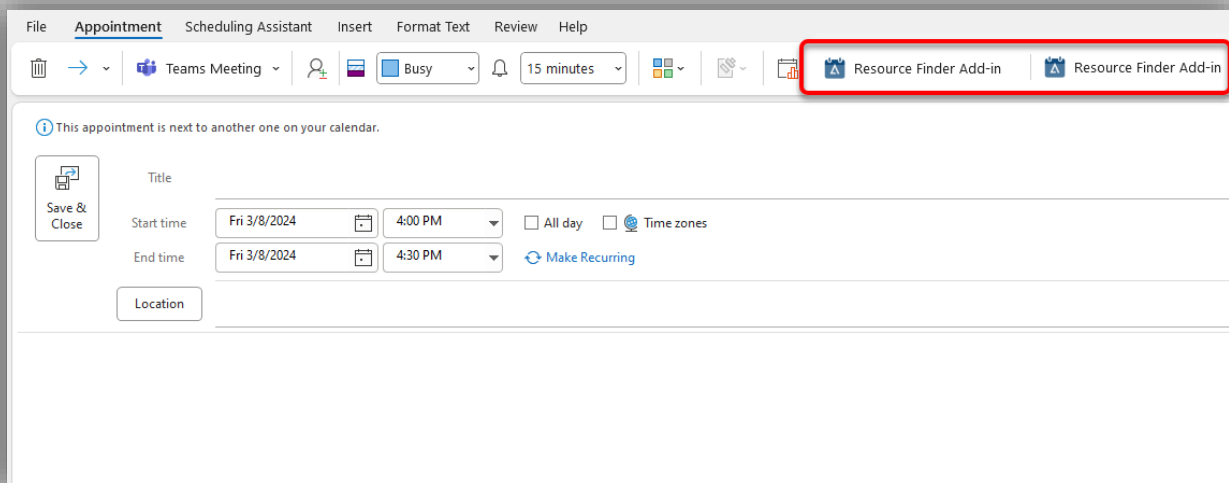 File Appointment Scheduling Assistant Insert Format Text Review Help
Teams Meeting Busy 15 minutes Resource Finder Add-in Resource Finder Add-in
This appointment is next to another one on your calendar.
Save & Close
Title
Start time Fri 3/8/2024 4:00 PM All day Time zones
End time Fri 3/8/2024 4:30 PM Make Recurring
Location